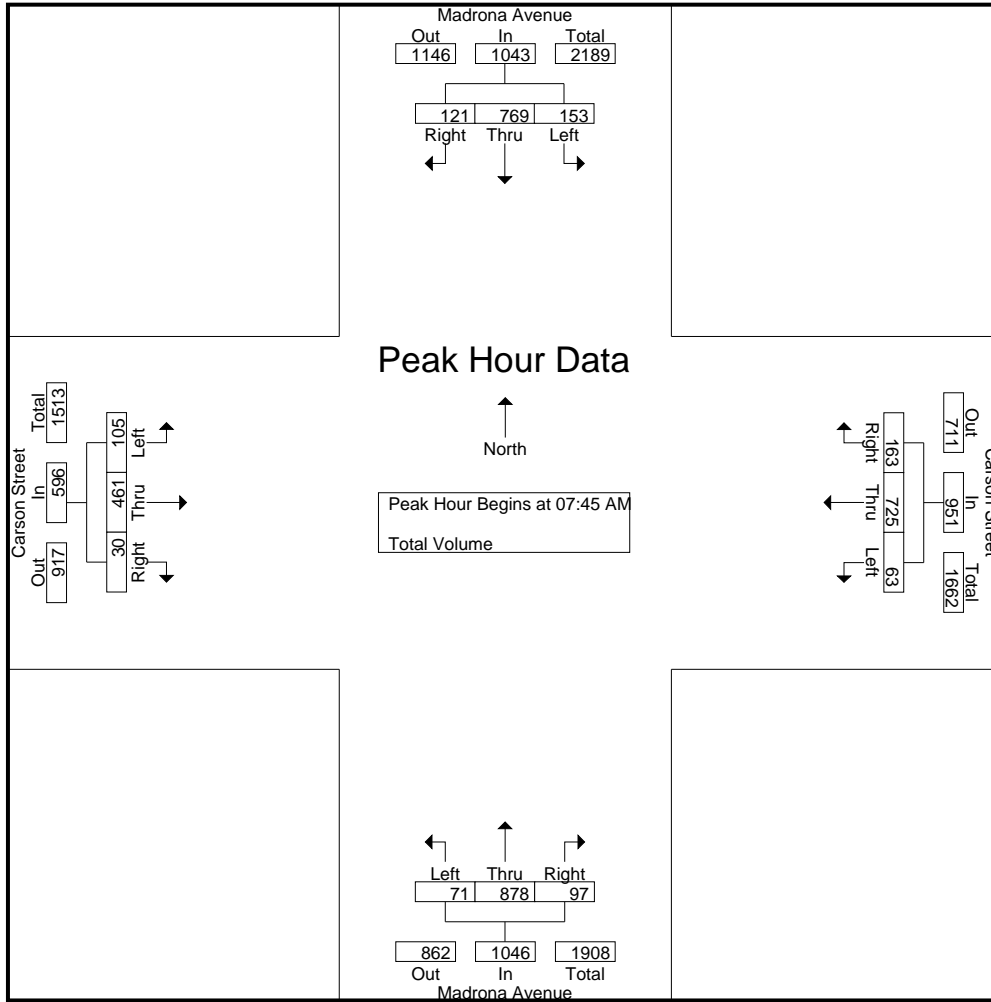 Madrona Avenue
Out In Total
1146 1043 2189
121 769 153
Right Thru Left
Peak Hour Data
North
Peak Hour Begins at 07:45 AM
Total Volume
Carson Street
Total In Out
1513 596 917
105 461 30
Left Thru Right
Carson Street
Out In Total
711 951 1662
163 725 63
Right Thru Left
Left Thru Right
71 878 97
862 1046 1908
Out In Total
Madrona Avenue